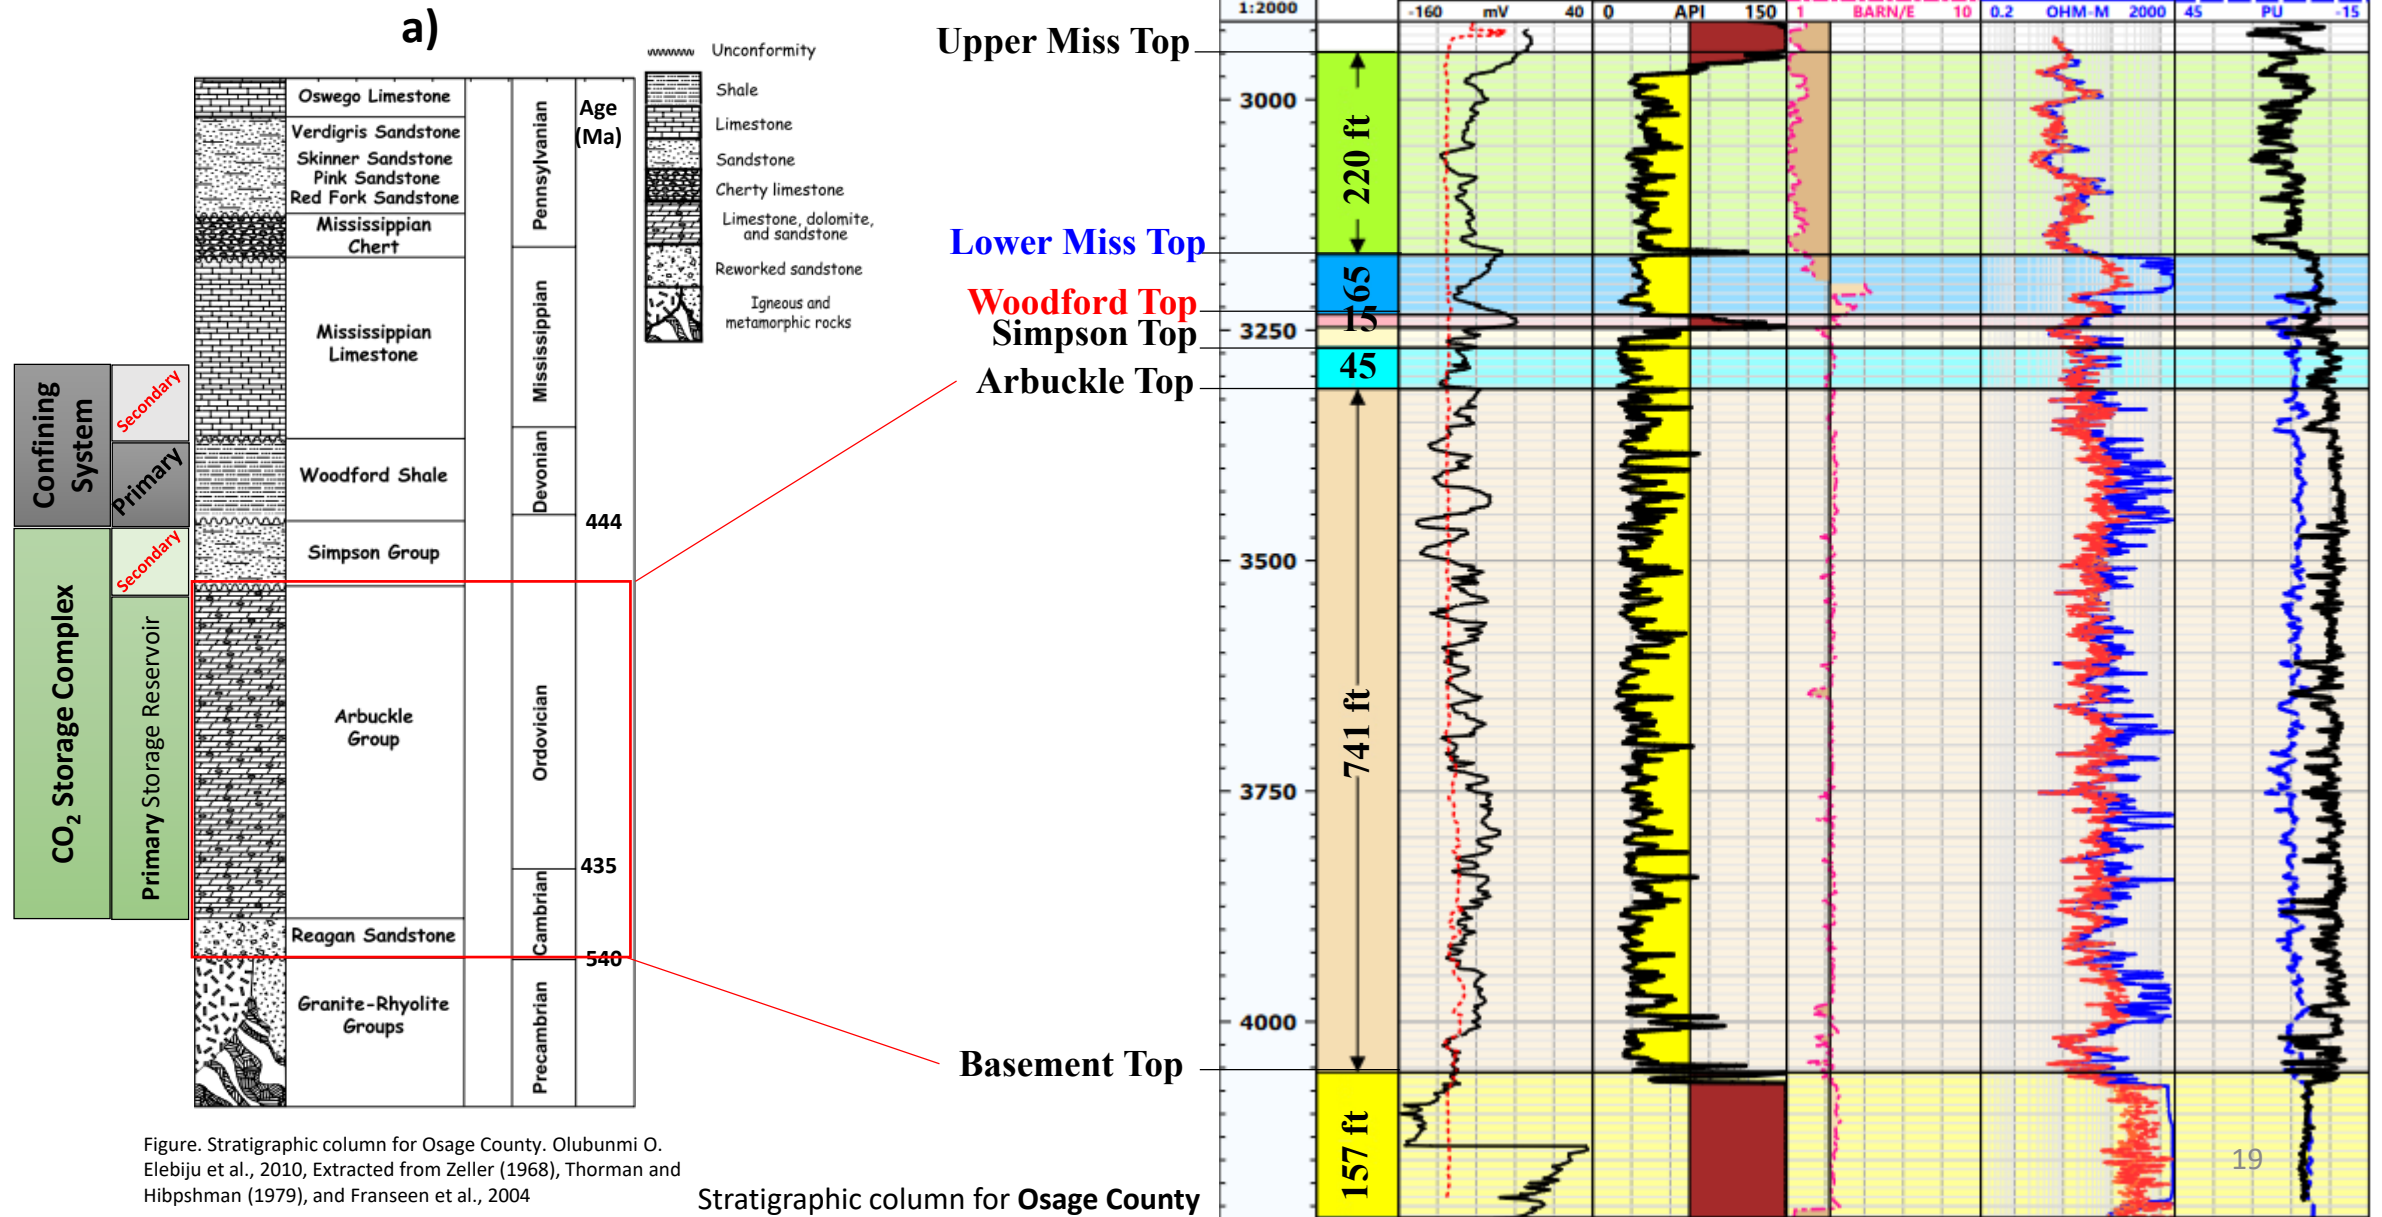 a)
Unconformity
Shale
Limestone
Sandstone
Cherty limestone
Limestone, dolomite,
and sandstone
Reworked sandstone
Igneous and
metamorphic rocks
Oswego Limestone
Verdigris Sandstone
Skinner Sandstone
Pink Sandstone
Red Fork Sandstone
Mississippian
Chert
Mississippian
Limestone
Woodford Shale
Simpson Group
Arbuckle
Group
Reagan Sandstone
Granite-Rhyolite
Groups
Pennsylvanian
Mississippian
Devonian
Ordovician
Cambrian
Precambrian
Age
(Ma)
444
435
540
Confining
System
Secondary
Primary
CO2 Storage Complex
Secondary
Primary Storage Reservoir
Figure. Stratigraphic column for Osage County. Olubunmi O.
Elebiju et al., 2010, Extracted from Zeller (1968), Thorman and
Hibpshman (1979), and Franseen et al., 2004
Stratigraphic column for Osage County
Upper Miss Top
Lower Miss Top
Woodford Top
Simpson Top
Arbuckle Top
Basement Top
1:2000
-160 mV 40
0 API 150
1 BARN/E 10
0.2 OHM-M 2000
45 PU -15
3000
3250
3500
3750
4000
220 ft
65
15
45
741 ft
157 ft
19